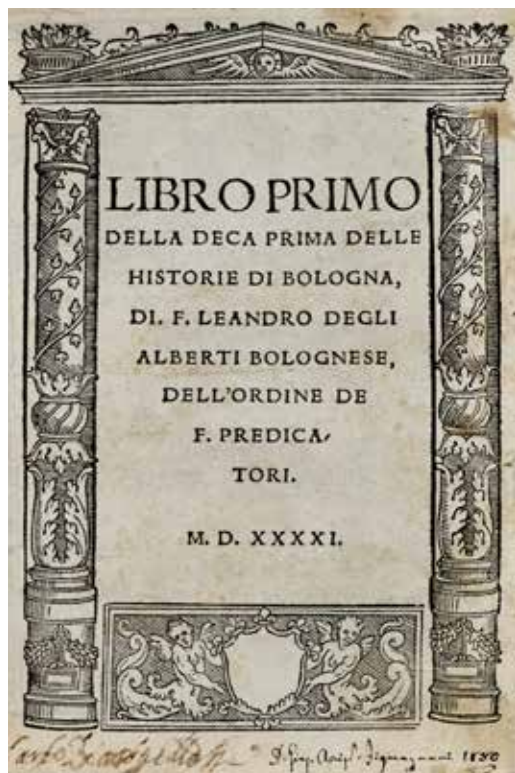 LIBRO PRIMO
DELLA DECA PRIMA DELLE
HISTORIE DI BOLOGNA,
DI. F. LEANDRO DEGLI
ALBERTI BOLOGNESE,
DELL'ORDINE DE
F. PREDICA-
TORI.
M. D. XXXXI.
1850